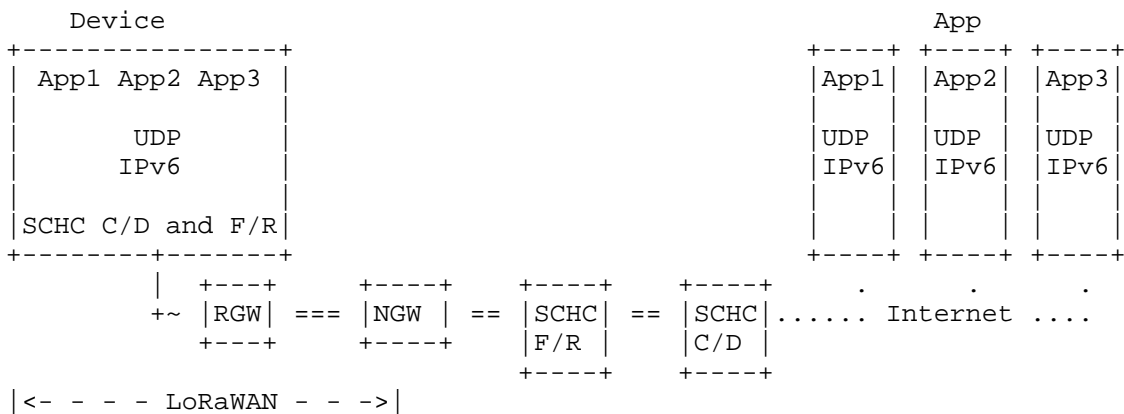 Device                                                App
+----------------+                                +----+ +----+ +----+
| App1 App2 App3 |                                |App1| |App2| |App3|
|                |                                |    | |    | |    |
|       UDP      |                                |UDP | |UDP | |UDP |
|      IPv6      |                                |IPv6| |IPv6| |IPv6|
|                |                                |    | |    | |    |
|SCHC C/D and F/R|                                |    | |    | |    |
+--------+-------+                                +----+ +----+ +----+
         |  +---+     +----+    +----+    +----+     .      .      .
         +~ |RGW| === |NGW | == |SCHC| == |SCHC|...... Internet ....
            +---+     +----+    |F/R |    |C/D |
                                +----+    +----+
|<- - - - LoRaWAN - - ->|